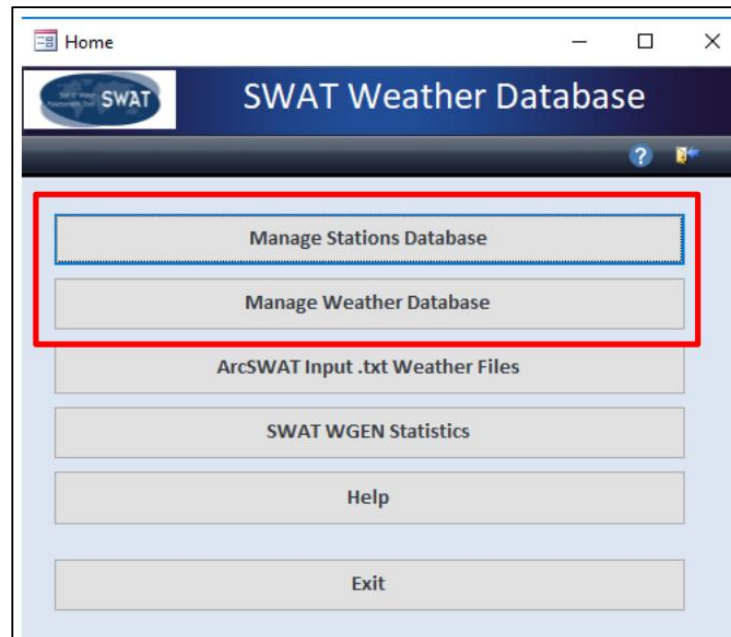 Home
SWAT
SWAT Weather Database
Manage Stations Database
Manage Weather Database
ArcSWAT Input .txt Weather Files
SWAT WGEN Statistics
Help
Exit